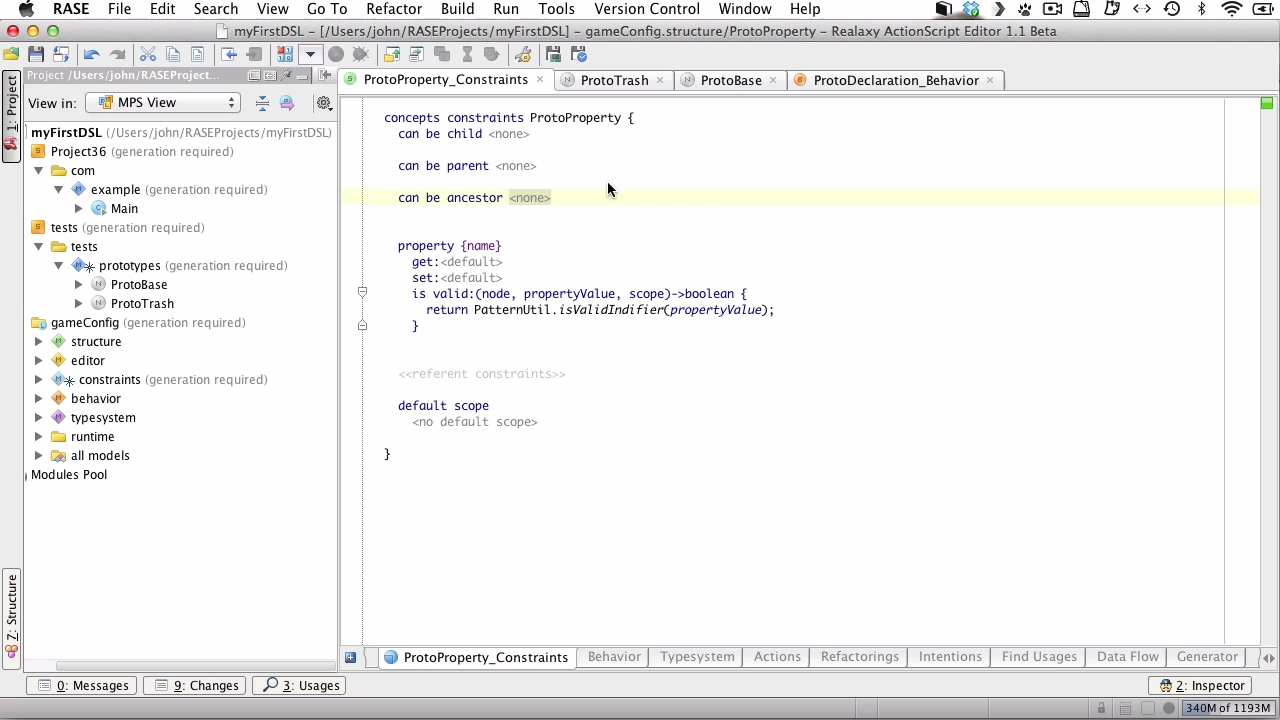 RASE File Edit Search View Go To Refactor Build Run Tools Version Control Window Help
myFirstDSL - [/Users/john/RASEProjects/myFirstDSL] - gameConfig.structure/ProtoProperty - Realaxy ActionScript Editor 1.1 Beta
Project /Users/john/RASEProject...
View in: MPS View
1: Project
Z: Structure
myFirstDSL (/Users/john/RASEProjects/myFirstDSL)
Project36 (generation required)
com
example (generation required)
Main
tests (generation required)
tests
prototypes (generation required)
ProtoBase
ProtoTrash
gameConfig (generation required)
structure
editor
constraints (generation required)
behavior
typesystem
runtime
all models
Modules Pool
ProtoProperty_Constraints ProtoTrash ProtoBase ProtoDeclaration_Behavior
concepts constraints ProtoProperty {
can be child <none>
can be parent <none>
can be ancestor <none>
property {name}
get:<default>
set:<default>
is valid:(node, propertyValue, scope)->boolean {
return PatternUtil.isValidIndifier(propertyValue);
}
<<referent constraints>>
default scope
<no default scope>
}
ProtoProperty_Constraints Behavior Typesystem Actions Refactorings Intentions Find Usages Data Flow Generator
0: Messages 9: Changes 3: Usages 2: Inspector
340M of 1193M